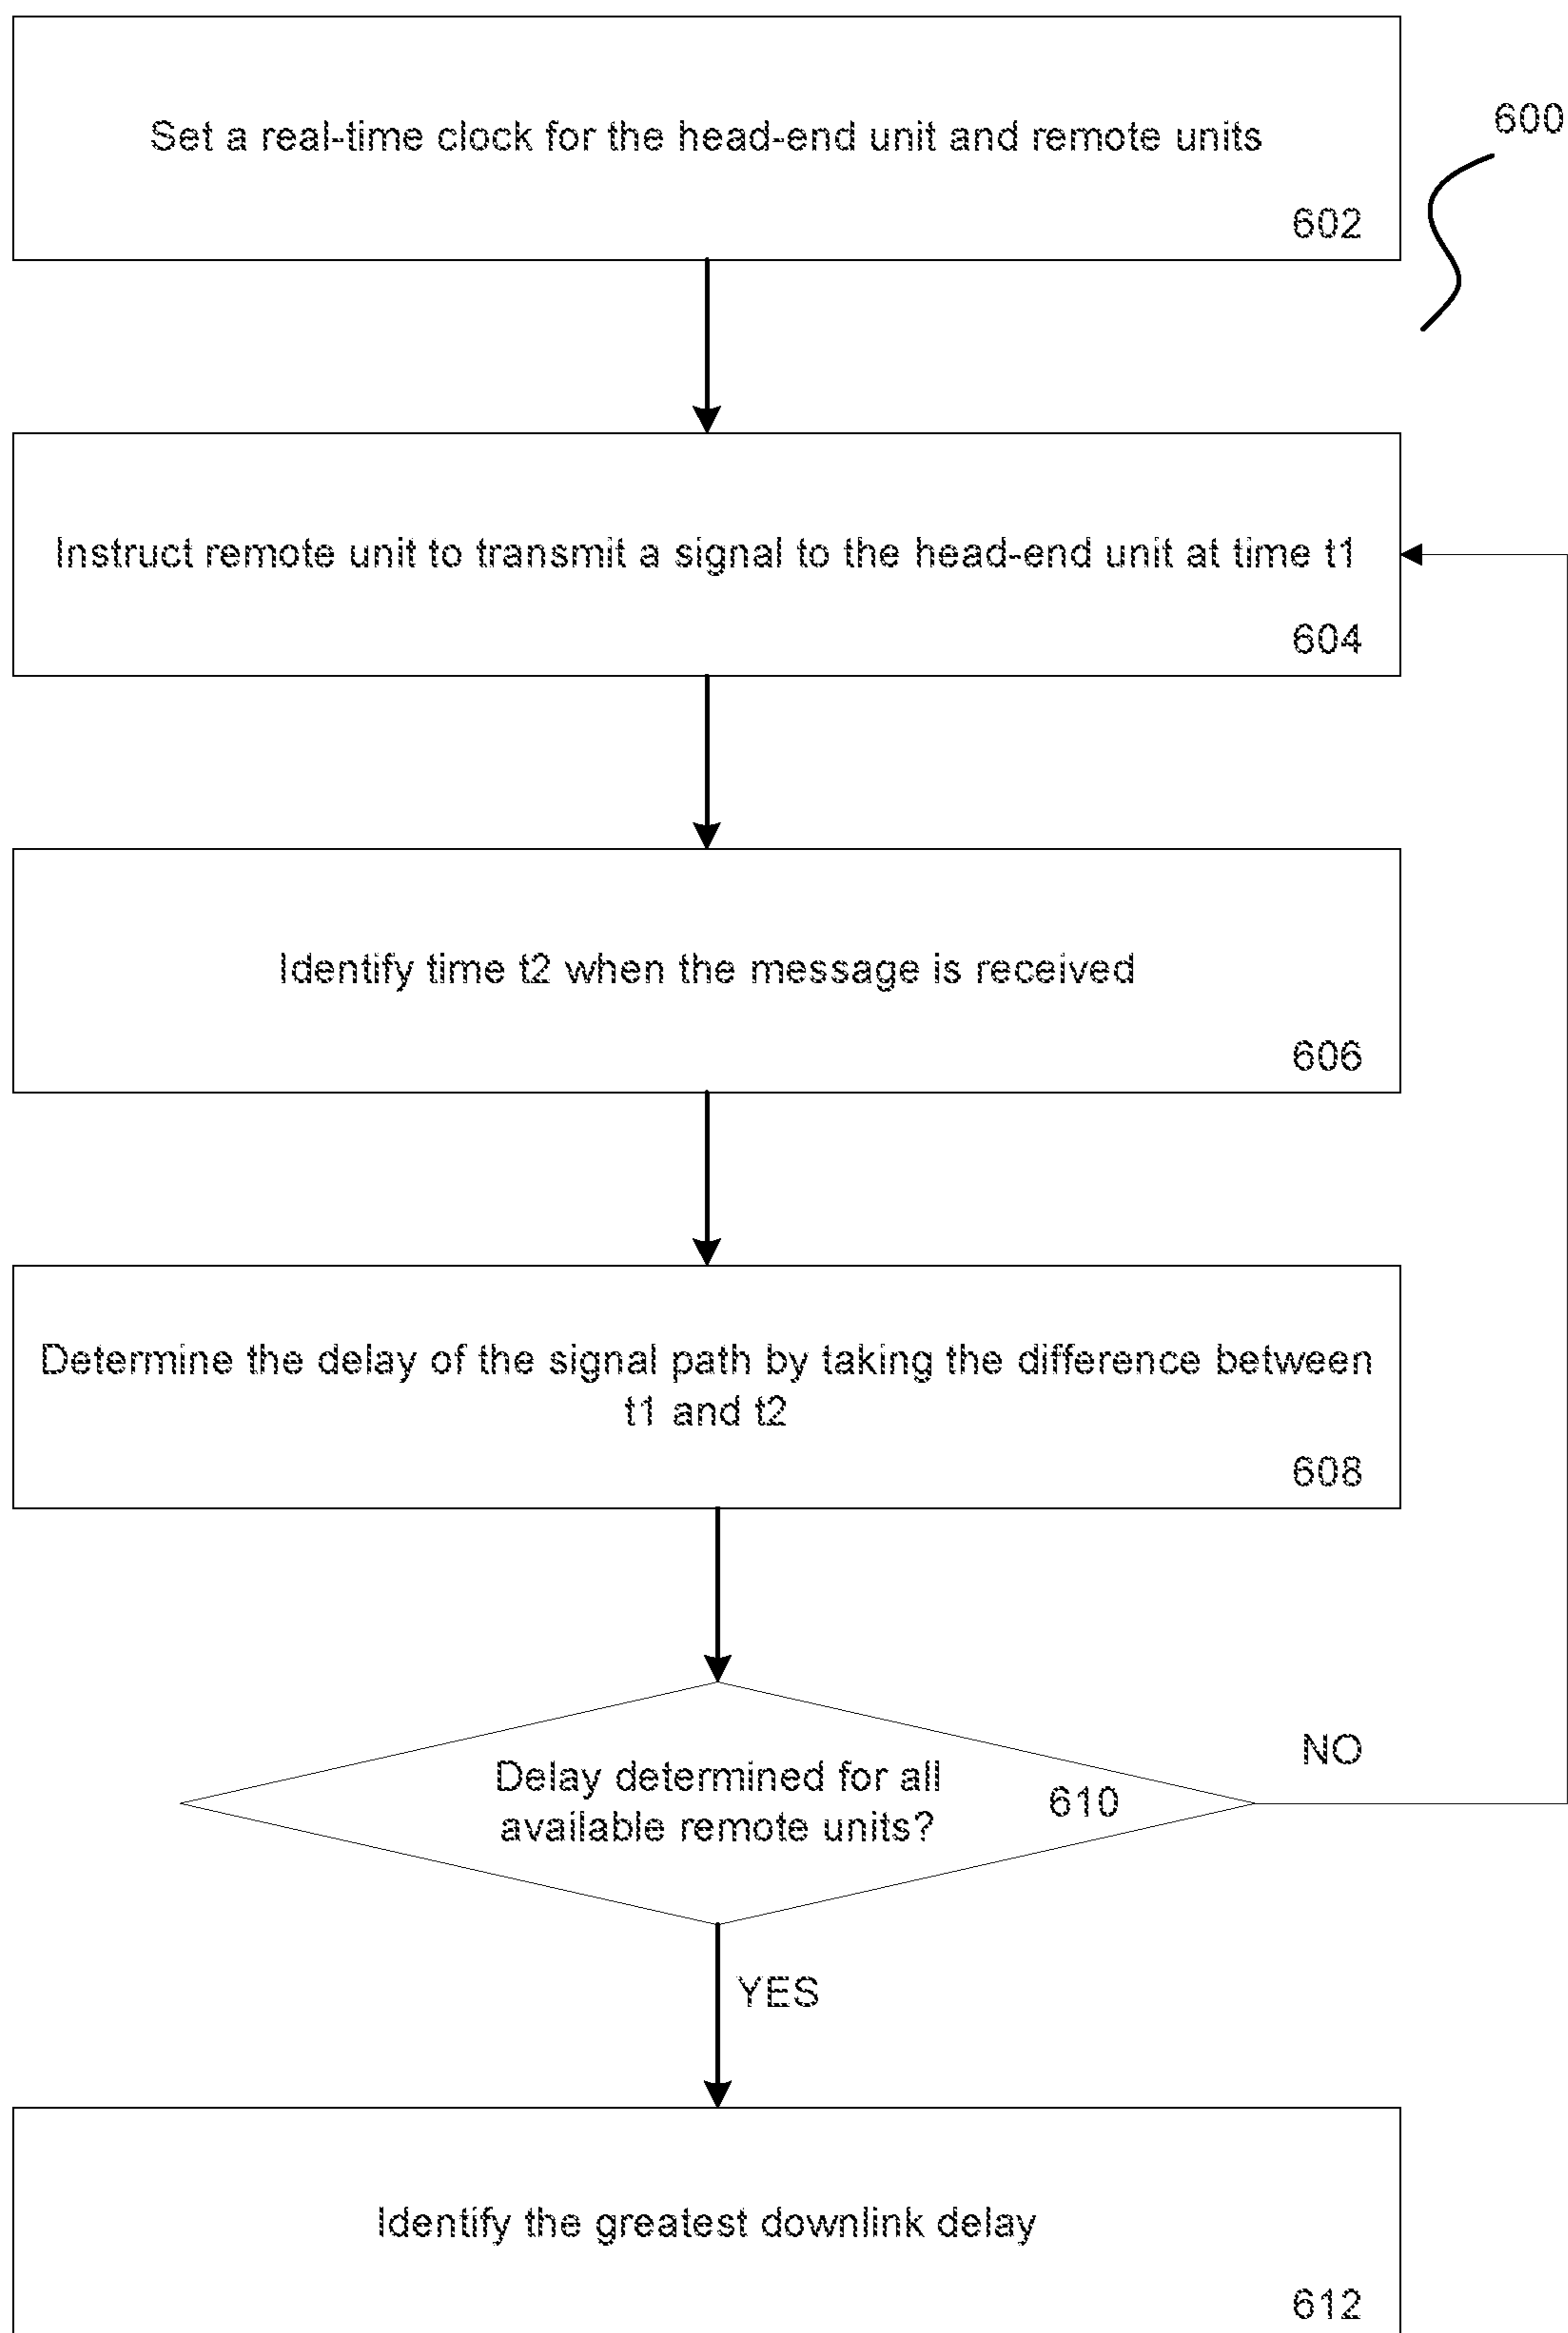 600
Set a real-time clock for the head-end unit and remote units
602
Instruct remote unit to transmit a signal to the head-end unit at time t1
604
Identify time t2 when the message is received
606
Determine the delay of the signal path by taking the difference between
t1 and t2
608
Delay determined for all
available remote units?
610
NO
YES
Identify the greatest downlink delay
612